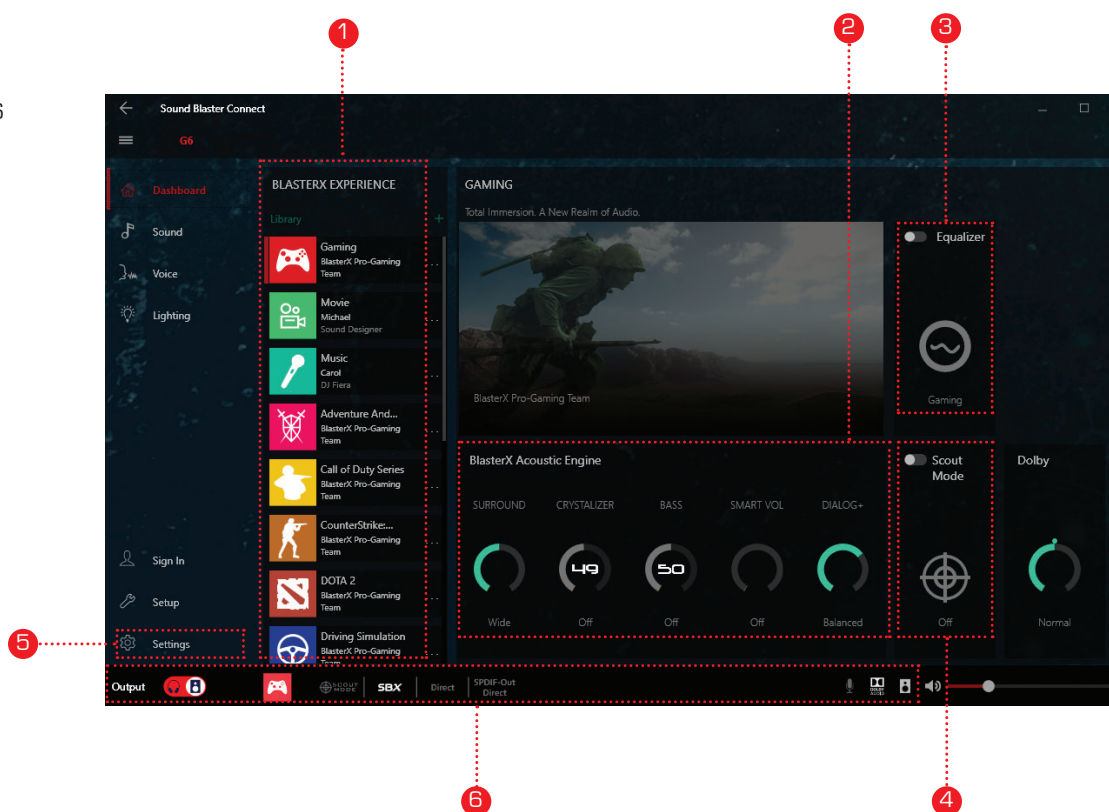 1
2
3
6
Sound Blaster Connect
G6
Dashboard
Sound
Voice
Lighting
Sign In
Setup
5
Settings
BLASTERX EXPERIENCE
Library +
Gaming
BlasterX Pro-Gaming
Team
Movie
Michael
Sound Designer
Music
Carol
DJ Fiera
Adventure And...
BlasterX Pro-Gaming
Team
Call of Duty Series
BlasterX Pro-Gaming
Team
CounterStrike:...
BlasterX Pro-Gaming
Team
DOTA 2
BlasterX Pro-Gaming
Team
Driving Simulation
BlasterX Pro-Gaming
Team
GAMING
Total Immersion. A New Realm of Audio.
BlasterX Pro-Gaming Team
Equalizer
Gaming
BlasterX Acoustic Engine
SURROUND CRYSTALIZER BASS SMART VOL DIALOG+
49 50
Wide Off Off Off Balanced
Scout
Mode
Off
Dolby
Normal
Output
SCOUT
MODE
SBX
Direct
SPDIF-Out
Direct
DOLBY
AUDIO
6
4